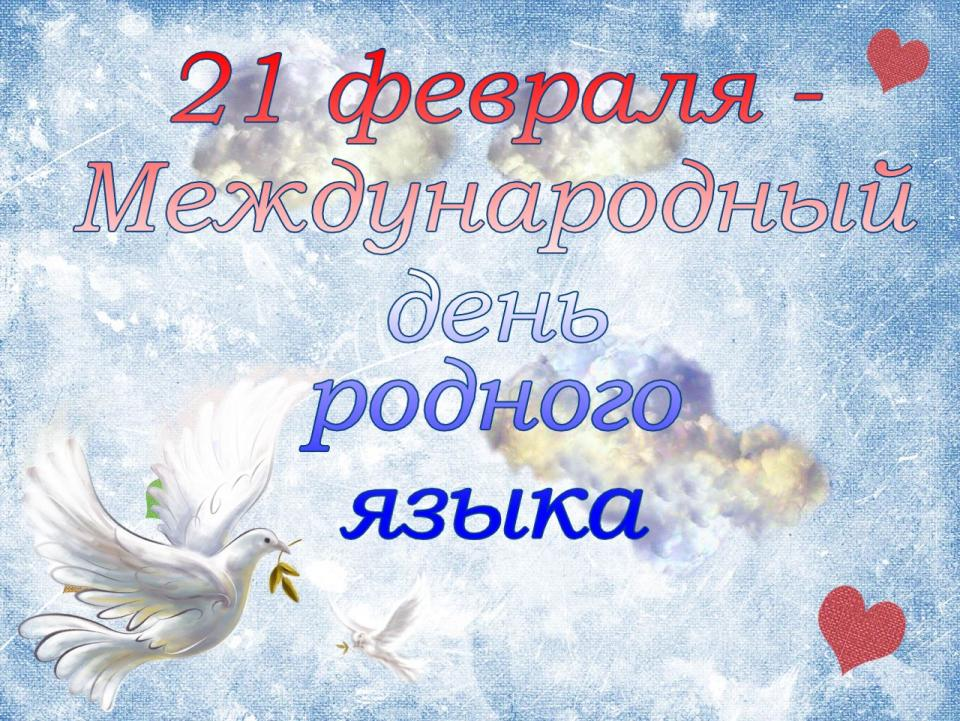 21 февраля -
Международный
день
родного
языка